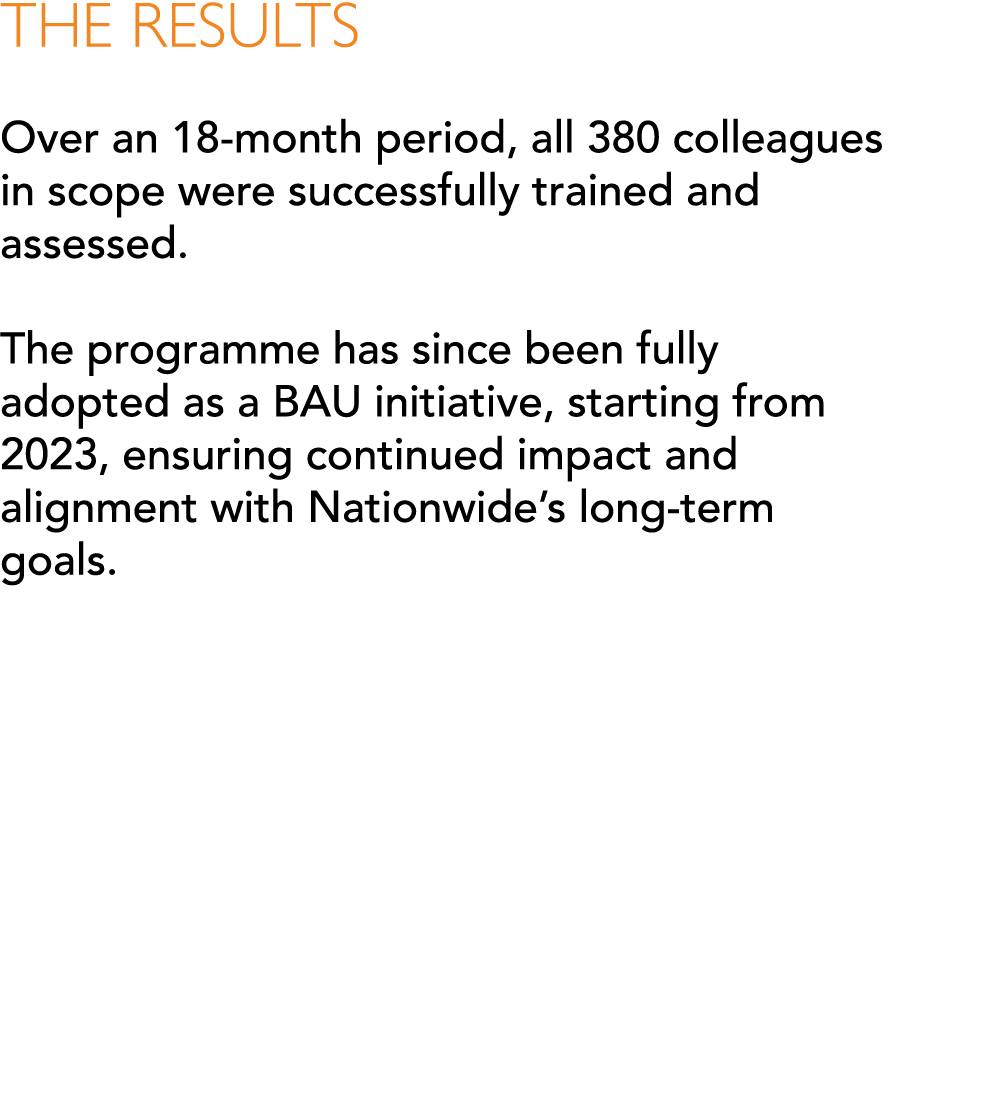 THE RESULTS
Over an 18-month period, all 380 colleagues
in scope were successfully trained and
assessed.
The programme has since been fully
adopted as a BAU initiative, starting from
2023, ensuring continued impact and
alignment with Nationwide’s long-term
goals.